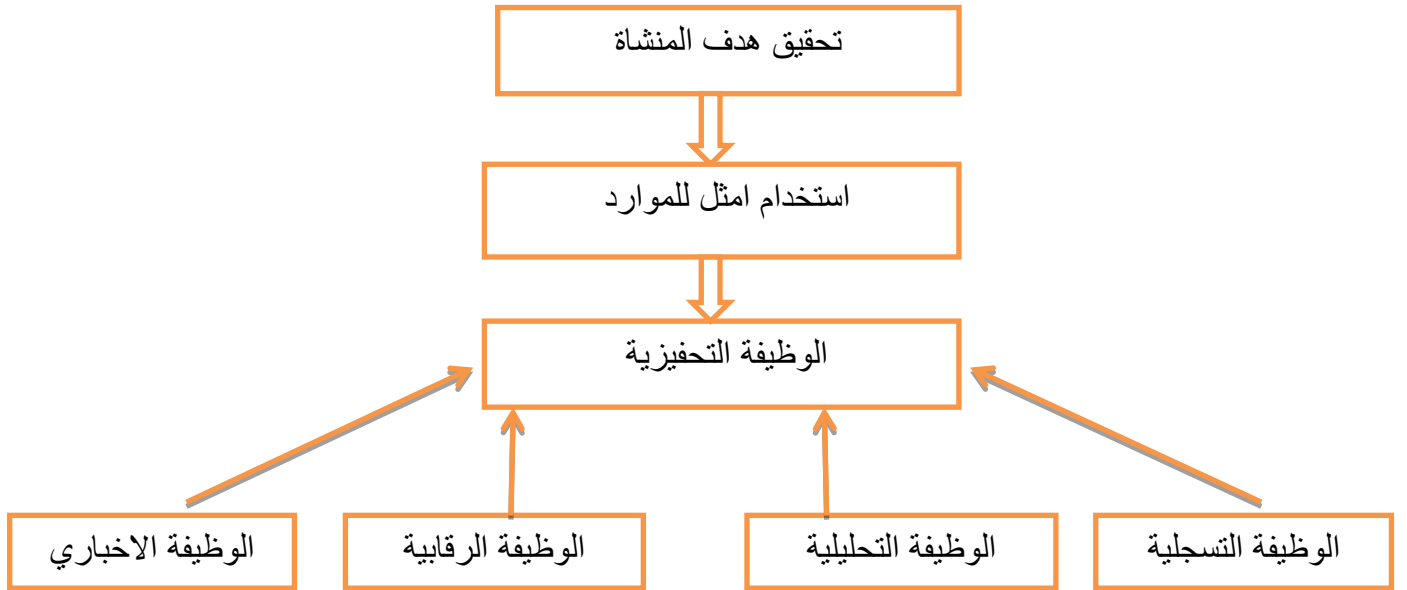 تحقيق هدف المنشاة
استخدام امثل للموارد
الوظيفة التحفيزية
الوظيفة التسجلية
الوظيفة التحليلية
الوظيفة الرقابية
الوظيفة الاخباري